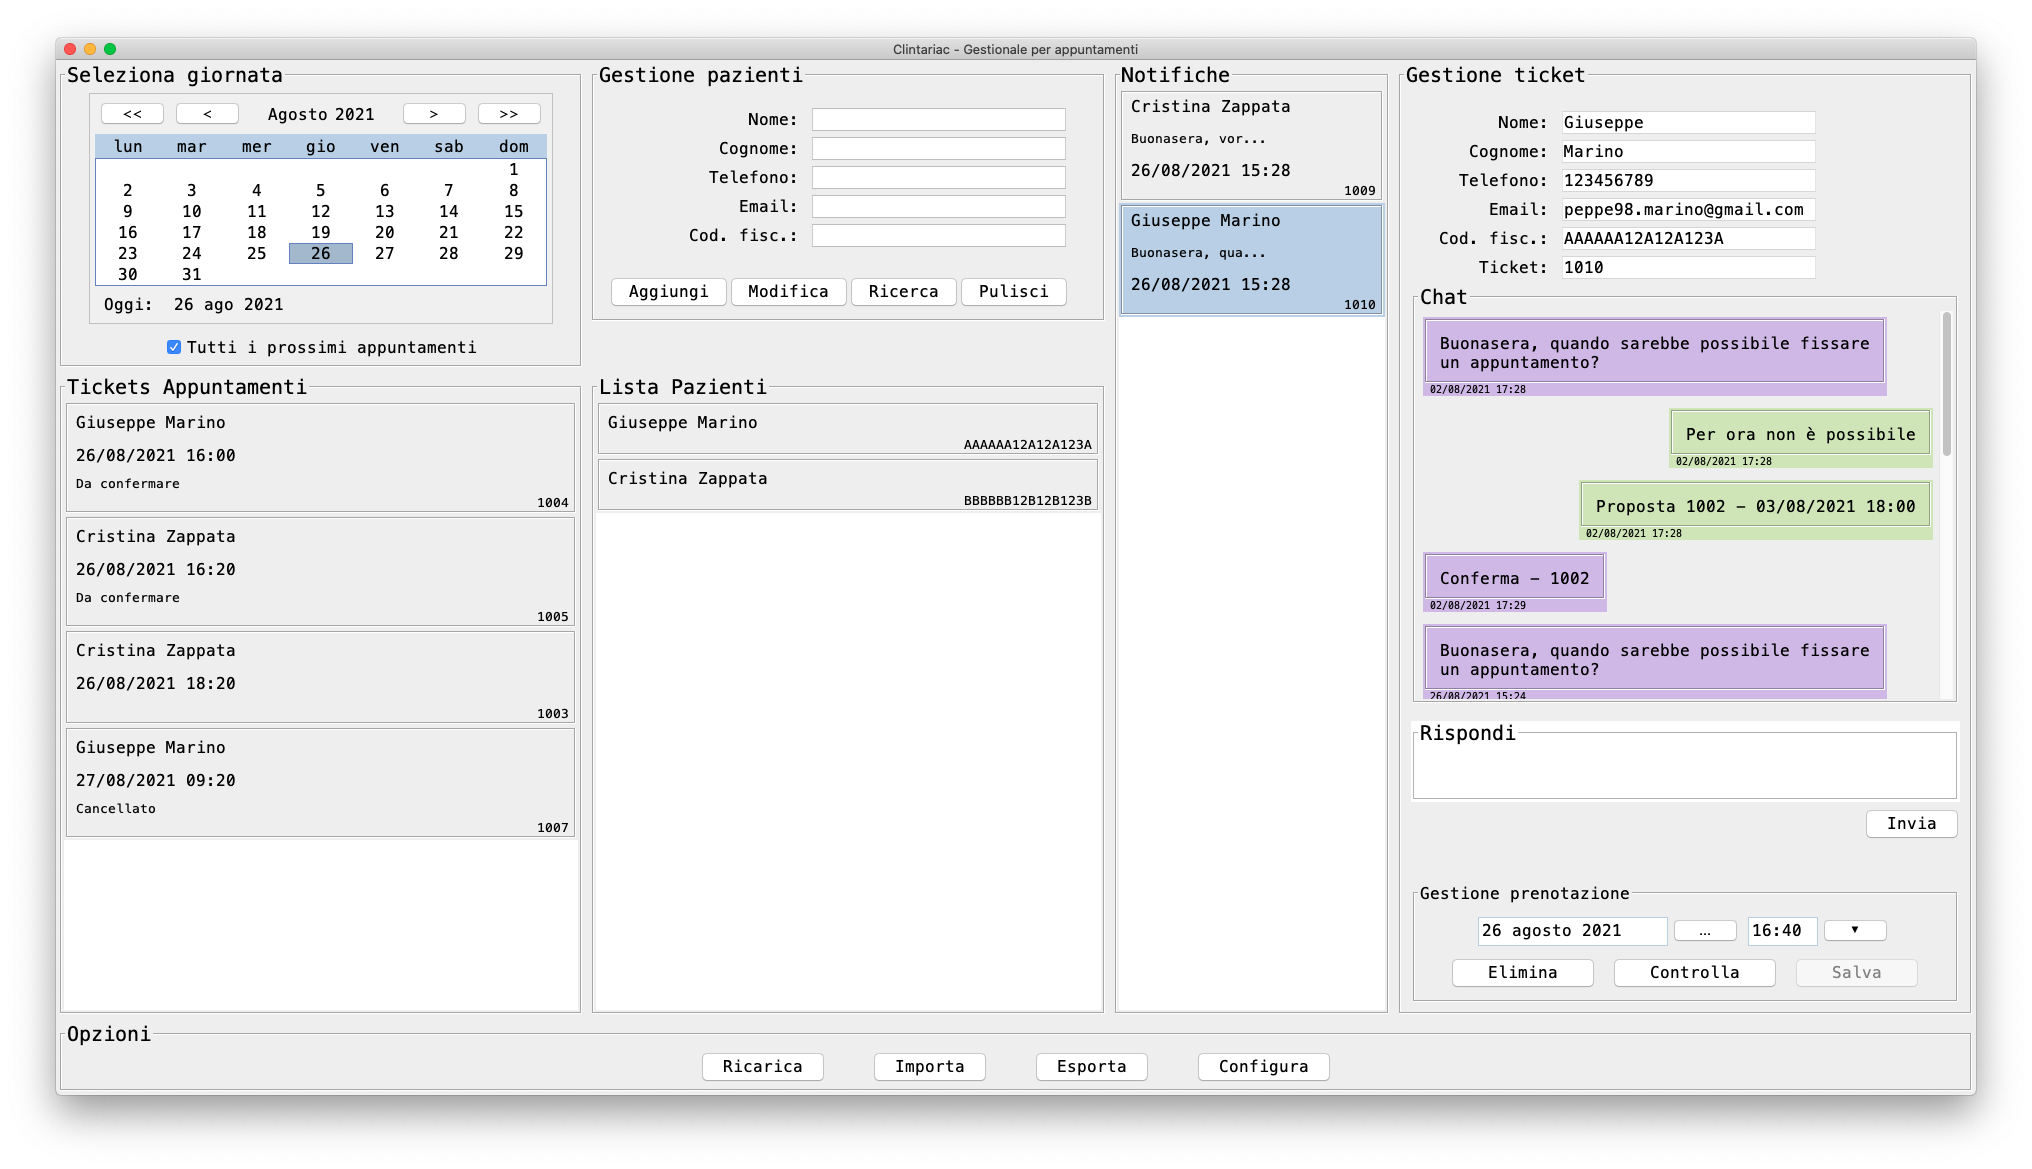 Clintariac - Gestionale per appuntamenti
Seleziona giornata
<< < Agosto 2021 > >>
lun mar mer gio ven sab dom
1
2 3 4 5 6 7 8
9 10 11 12 13 14 15
16 17 18 19 20 21 22
23 24 25 26 27 28 29
30 31
Oggi: 26 ago 2021
Tutti i prossimi appuntamenti
Tickets Appuntamenti
Giuseppe Marino
26/08/2021 16:00
Da confermare
1004
Cristina Zappata
26/08/2021 16:20
Da confermare
1005
Cristina Zappata
26/08/2021 18:20
1003
Giuseppe Marino
27/08/2021 09:20
Cancellato
1007
Gestione pazienti
Nome:
Cognome:
Telefono:
Email:
Cod. fisc.:
Aggiungi Modifica Ricerca Pulisci
Lista Pazienti
Giuseppe Marino
AAAAAA12A12A123A
Cristina Zappata
BBBBBB12B12B123B
Notifiche
Cristina Zappata
Buonasera, vor...
26/08/2021 15:28
1009
Giuseppe Marino
Buonasera, qua...
26/08/2021 15:28
1010
Gestione ticket
Nome: Giuseppe
Cognome: Marino
Telefono: 123456789
Email: peppe98.marino@gmail.com
Cod. fisc.: AAAAAA12A12A123A
Ticket: 1010
Chat
Buonasera, quando sarebbe possibile fissare
un appuntamento?
02/08/2021 17:28
Per ora non è possibile
02/08/2021 17:28
Proposta 1002 – 03/08/2021 18:00
02/08/2021 17:28
Conferma – 1002
02/08/2021 17:29
Buonasera, quando sarebbe possibile fissare
un appuntamento?
26/08/2021 15:24
Rispondi
Invia
Gestione prenotazione
26 agosto 2021 ... 16:40 ▼
Elimina Controlla Salva
Opzioni
Ricarica Importa Esporta Configura